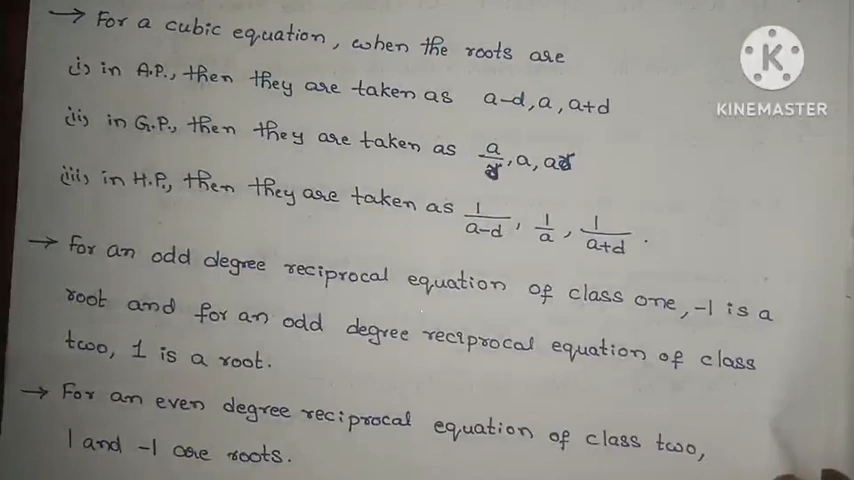 → For a cubic equation, when the roots are
(i) in A.P., then they are taken as a-d, a, a+d
(ii) in G.P., then they are taken as a/r, a, ar
(iii) in H.P., then they are taken as 1/(a-d), 1/a, 1/(a+d).
→ For an odd degree reciprocal equation of class one, -1 is a
root and for an odd degree reciprocal equation of class
two, 1 is a root.
→ For an even degree reciprocal equation of class two,
1 and -1 are roots.
K
KINEMASTER